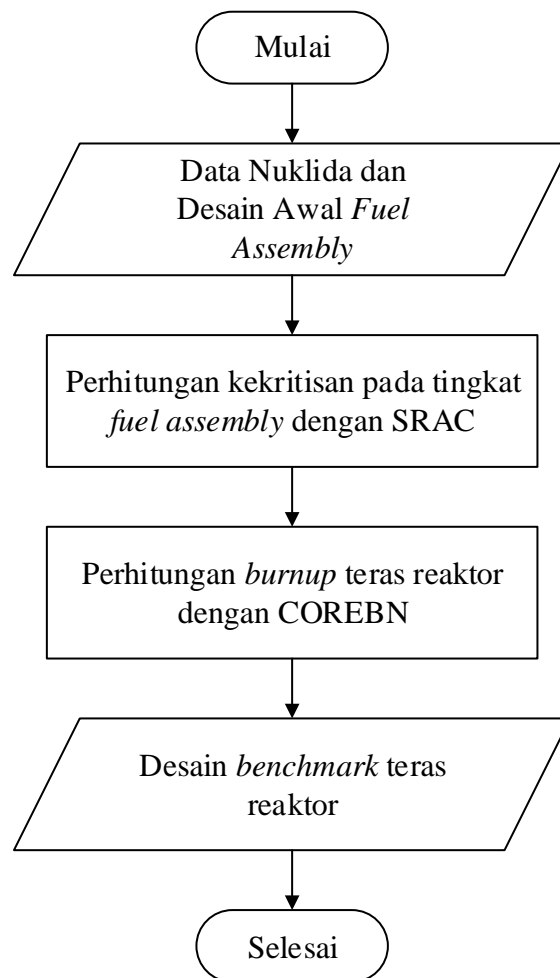 Mulai
Data Nuklida dan
Desain Awal Fuel
Assembly
Perhitungan kekritisan pada tingkat
fuel assembly dengan SRAC
Perhitungan burnup teras reaktor
dengan COREBN
Desain benchmark teras
reaktor
Selesai